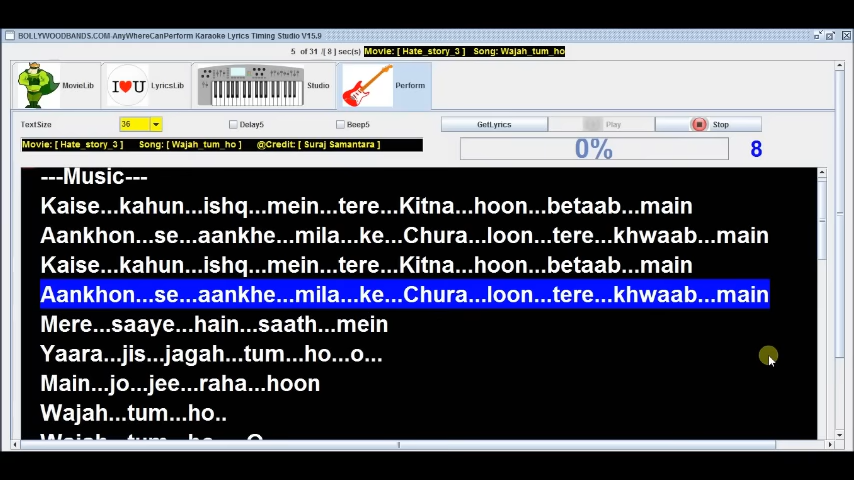 BOLLYWOODBANDS.COM-AnyWhereCanPerform Karaoke Lyrics Timing Studio V15.9
5 of 31 /[ 8 ] sec(s) Movie: [ Hate_story_3 ] Song: Wajah_tum_ho
MovieLib I♥U LyricsLib Studio Perform
TextSize 36 Delay5 Beep5 GetLyrics Play Stop
Movie: [ Hate_story_3 ] Song: [ Wajah_tum_ho ] @Credit: [ Suraj Samantara ] 0% 8
---Music---
Kaise...kahun...ishq...mein...tere...Kitna...hoon...betaab...main
Aankhon...se...aankhe...mila...ke...Chura...loon...tere...khwaab...main
Kaise...kahun...ishq...mein...tere...Kitna...hoon...betaab...main
Aankhon...se...aankhe...mila...ke...Chura...loon...tere...khwaab...main
Mere...saaye...hain...saath...mein
Yaara...jis...jagah...tum...ho...o...
Main...jo...jee...raha...hoon
Wajah...tum...ho..
Wajah...tum...ho....O